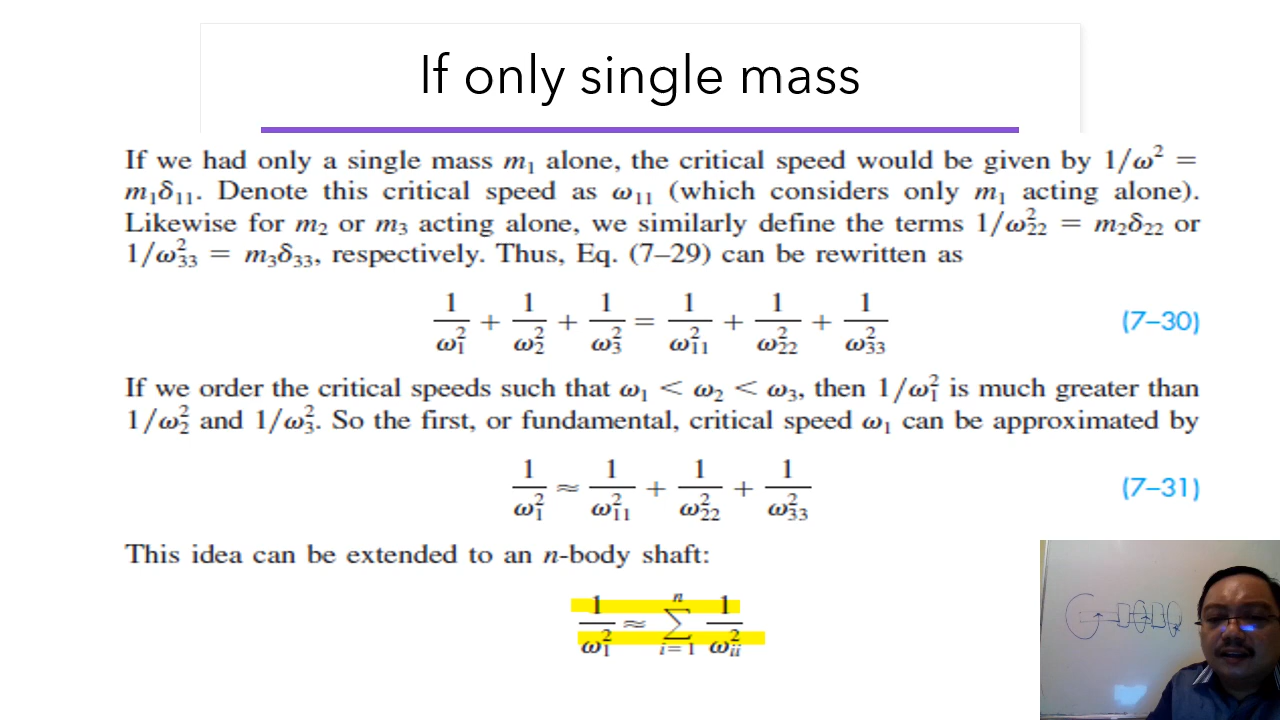 If only single mass
If we had only a single mass m₁ alone, the critical speed would be given by 1/ω² =
m₁δ₁₁. Denote this critical speed as ω₁₁ (which considers only m₁ acting alone).
Likewise for m₂ or m₃ acting alone, we similarly define the terms 1/ω₂₂² = m₂δ₂₂ or
1/ω₃₃² = m₃δ₃₃, respectively. Thus, Eq. (7–29) can be rewritten as
1/ω₁² + 1/ω₂² + 1/ω₃² = 1/ω₁₁² + 1/ω₂₂² + 1/ω₃₃² (7–30)
If we order the critical speeds such that ω₁ < ω₂ < ω₃, then 1/ω₁² is much greater than
1/ω₂² and 1/ω₃². So the first, or fundamental, critical speed ω₁ can be approximated by
1/ω₁² ≈ 1/ω₁₁² + 1/ω₂₂² + 1/ω₃₃² (7–31)
This idea can be extended to an n-body shaft:
1/ω₁² ≈ ∑ᵢ₌₁ⁿ 1/ωᵢᵢ²